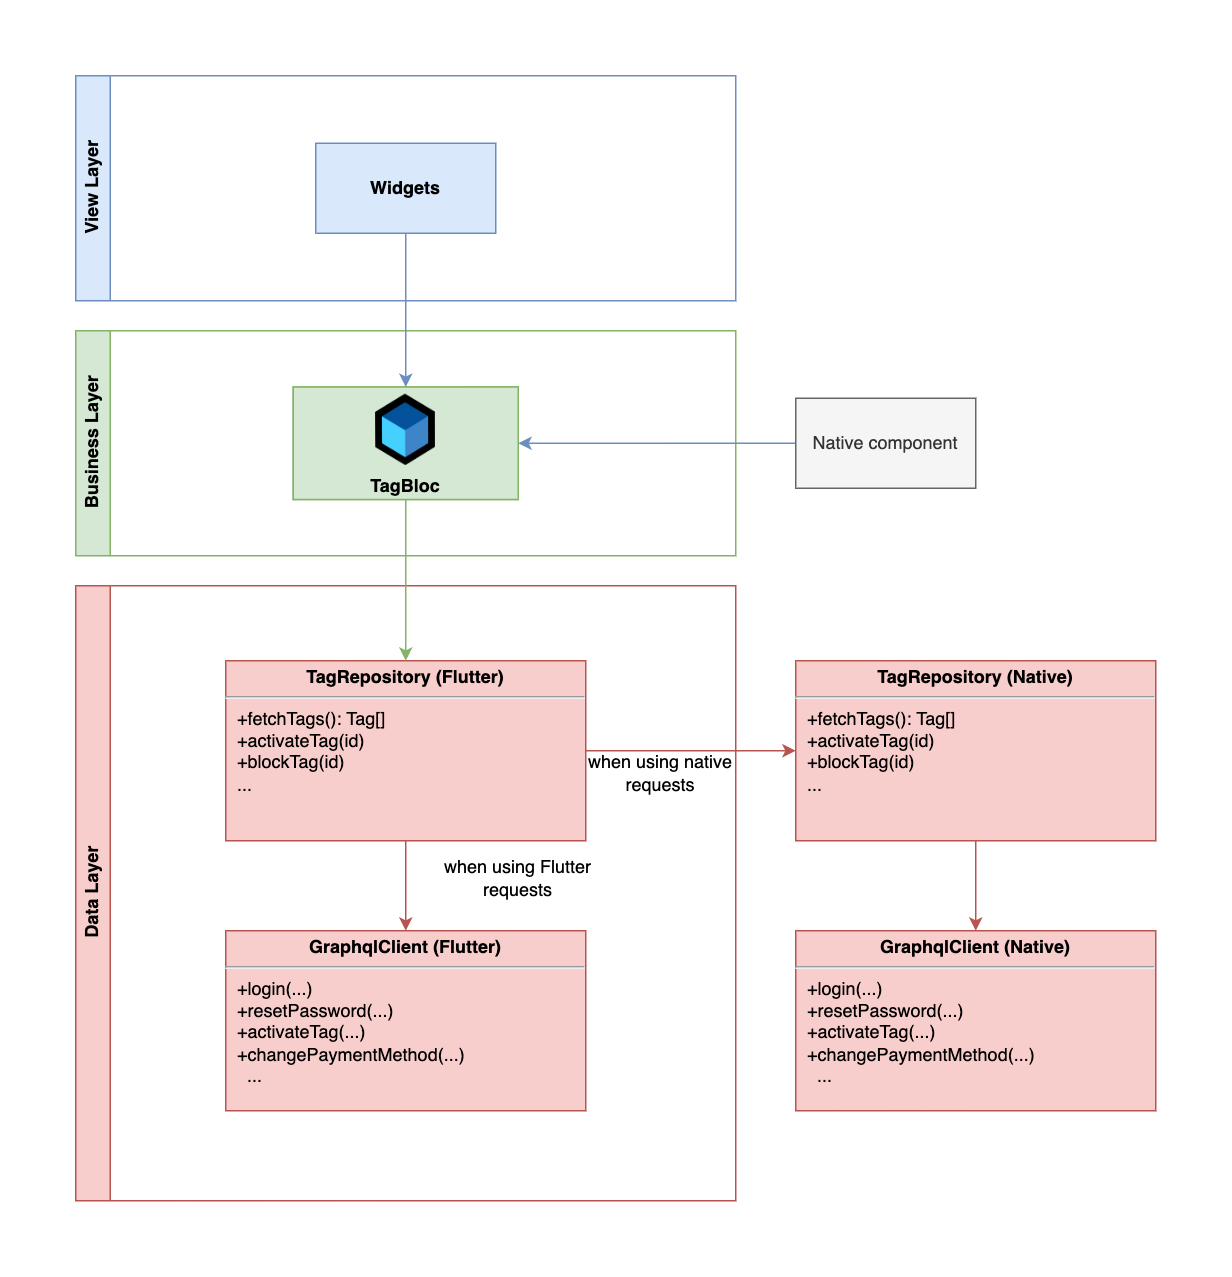 View Layer
Widgets
Business Layer
TagBloc
Native component
Data Layer
TagRepository (Flutter)
+fetchTags(): Tag[]
+activateTag(id)
+blockTag(id)
...
when using native
requests
TagRepository (Native)
+fetchTags(): Tag[]
+activateTag(id)
+blockTag(id)
...
when using Flutter
requests
GraphqlClient (Flutter)
+login(...)
+resetPassword(...)
+activateTag(...)
+changePaymentMethod(...)
...
GraphqlClient (Native)
+login(...)
+resetPassword(...)
+activateTag(...)
+changePaymentMethod(...)
...